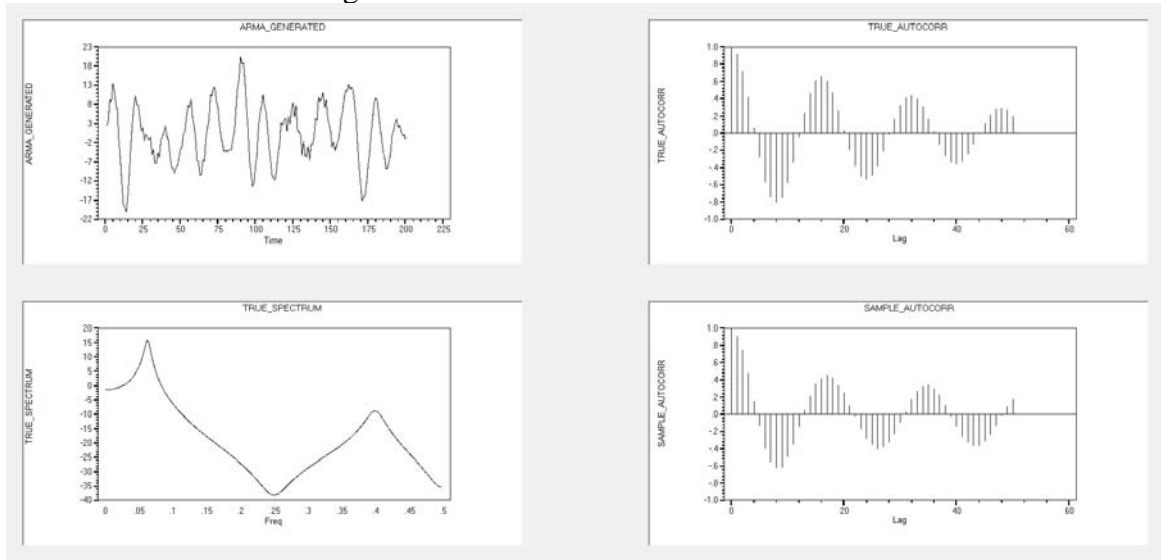 ARMA_GENERATED
ARMA_GENERATED
23
18
13
8
3
-2
-7
-12
-17
-22
0 25 50 75 100 125 150 175 200 225
Time
TRUE_AUTOCORR
TRUE_AUTOCORR
1.0
.8
.6
.4
.2
.0
-.2
-.4
-.6
-.8
-1.0
0 20 40 60
Lag
TRUE_SPECTRUM
TRUE_SPECTRUM
20
15
10
5
0
-5
-10
-15
-20
-25
-30
-35
-40
0 .05 .1 .15 .2 .25 .3 .35 .4 .45 .5
Freq
SAMPLE_AUTOCORR
SAMPLE_AUTOCORR
1.0
.8
.6
.4
.2
.0
-.2
-.4
-.6
-.8
-1.0
0 20 40 60
Lag